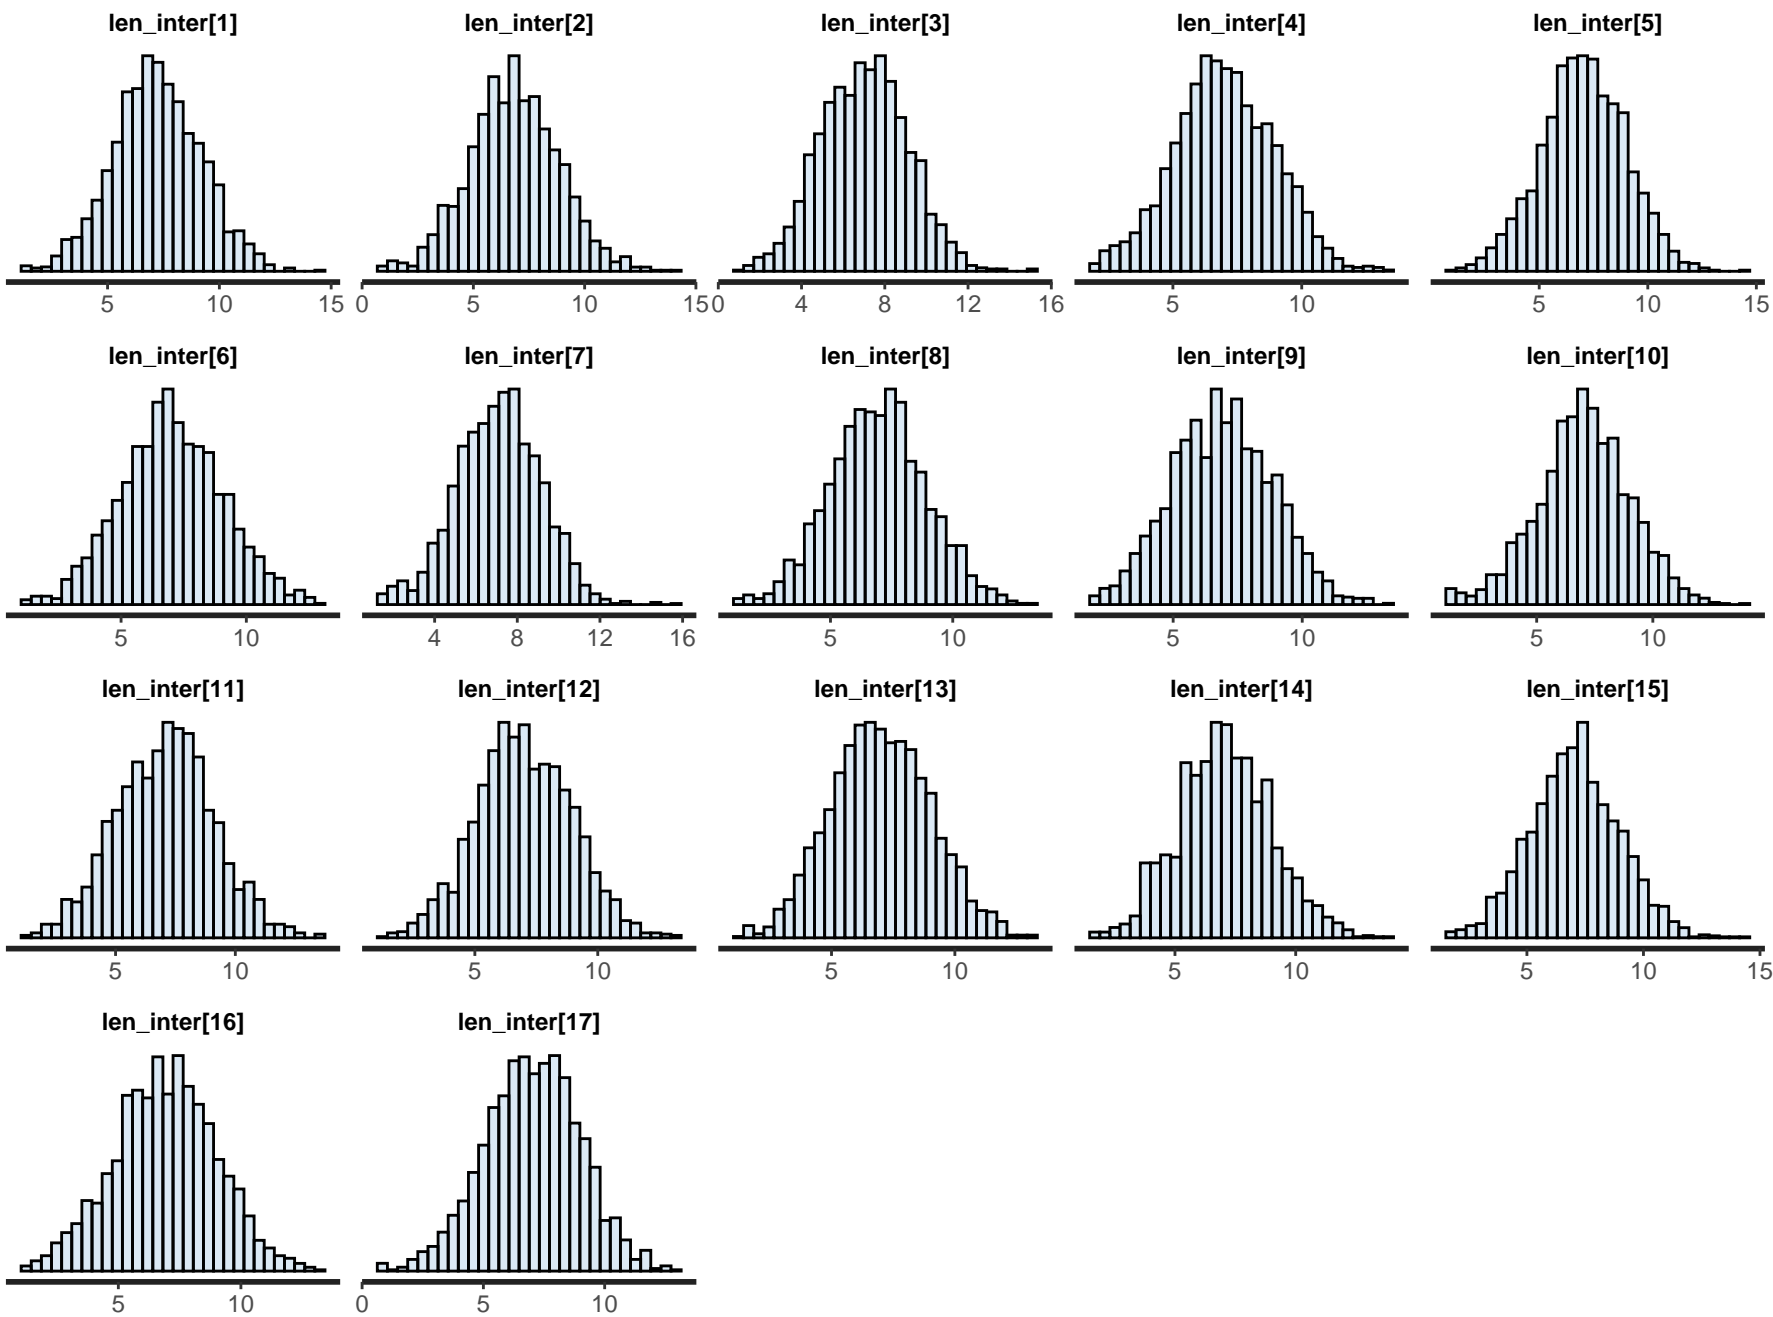 len_inter[1] len_inter[2] len_inter[3] len_inter[4] len_inter[5]
5 10 15 0 5 10 15 0 4 8 12 16 5 10 5 10 15
len_inter[6] len_inter[7] len_inter[8] len_inter[9] len_inter[10]
5 10 4 8 12 16 5 10 5 10 5 10
len_inter[11] len_inter[12] len_inter[13] len_inter[14] len_inter[15]
5 10 5 10 5 10 5 10 5 10 15
len_inter[16] len_inter[17]
5 10 0 5 10